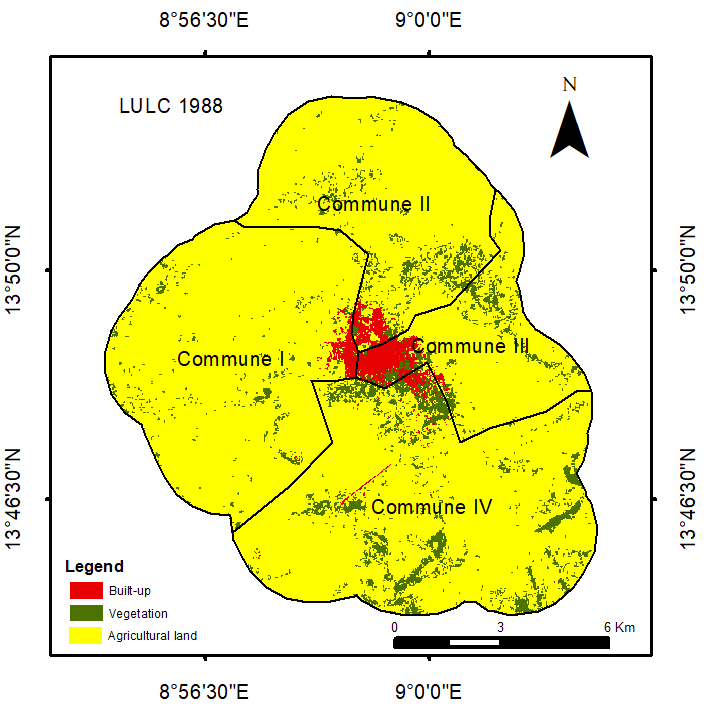 8°56'30"E 9°0'0"E
LULC 1988
N
Commune II
13°50'0"N 13°50'0"N
Commune III
Commune I
13°46'30"N 13°46'30"N
Commune IV
Legend
Built-up
Vegetation
Agricultural land
0 3 6 Km
8°56'30"E 9°0'0"E